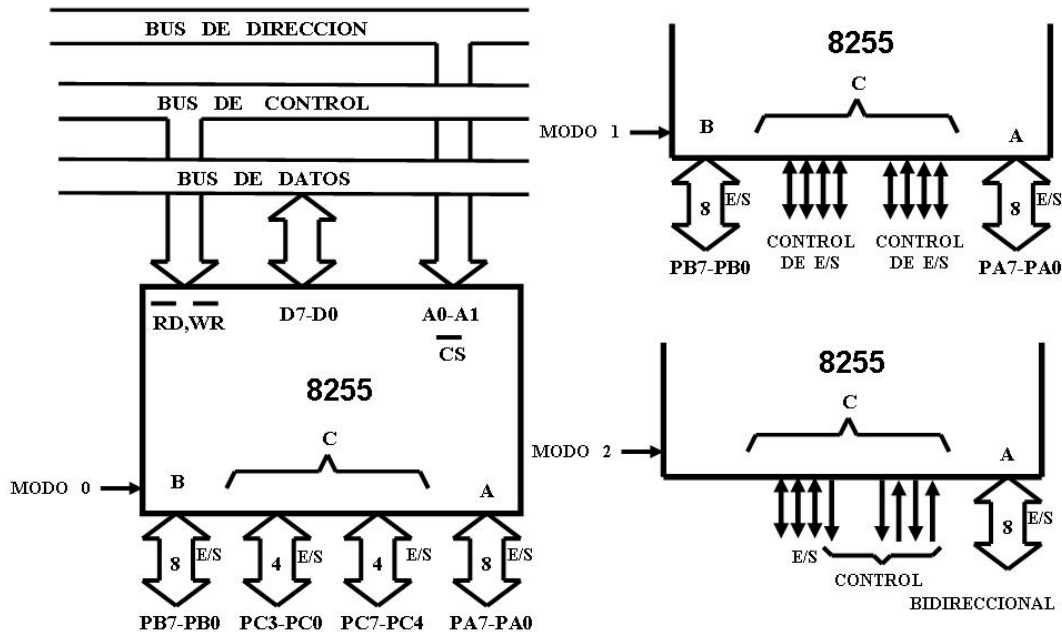 BUS DE DIRECCION
BUS DE CONTROL
BUS DE DATOS
RD,WR D7-D0 A0-A1
CS
8255
C
MODO 0
B
A
8 E/S 4 E/S 4 E/S 8 E/S
PB7-PB0 PC3-PC0 PC7-PC4 PA7-PA0
8255
C
MODO 1
B
A
8 E/S
8 E/S
CONTROL DE E/S
CONTROL DE E/S
PB7-PB0
PA7-PA0
8255
C
MODO 2
A
8 E/S
E/S
CONTROL
BIDIRECCIONAL